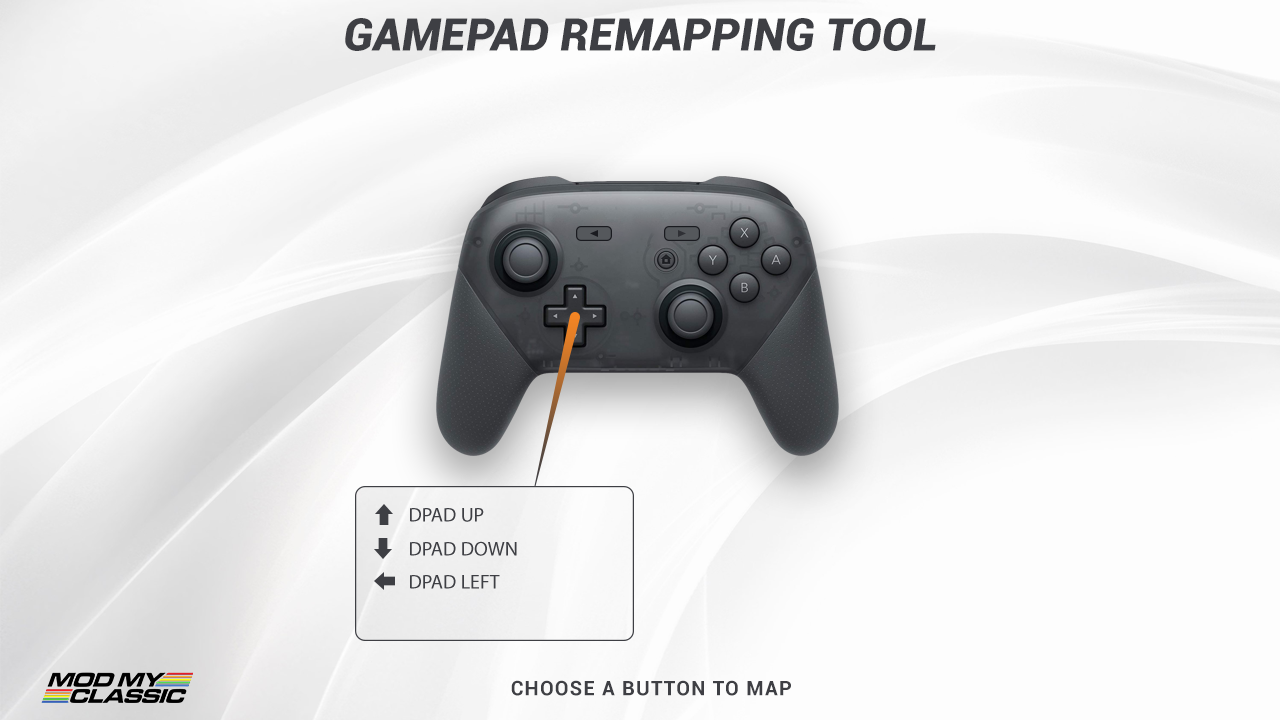 GAMEPAD REMAPPING TOOL
X
Y
A
B
DPAD UP
DPAD DOWN
DPAD LEFT
MOD MY
CLASSIC
CHOOSE A BUTTON TO MAP